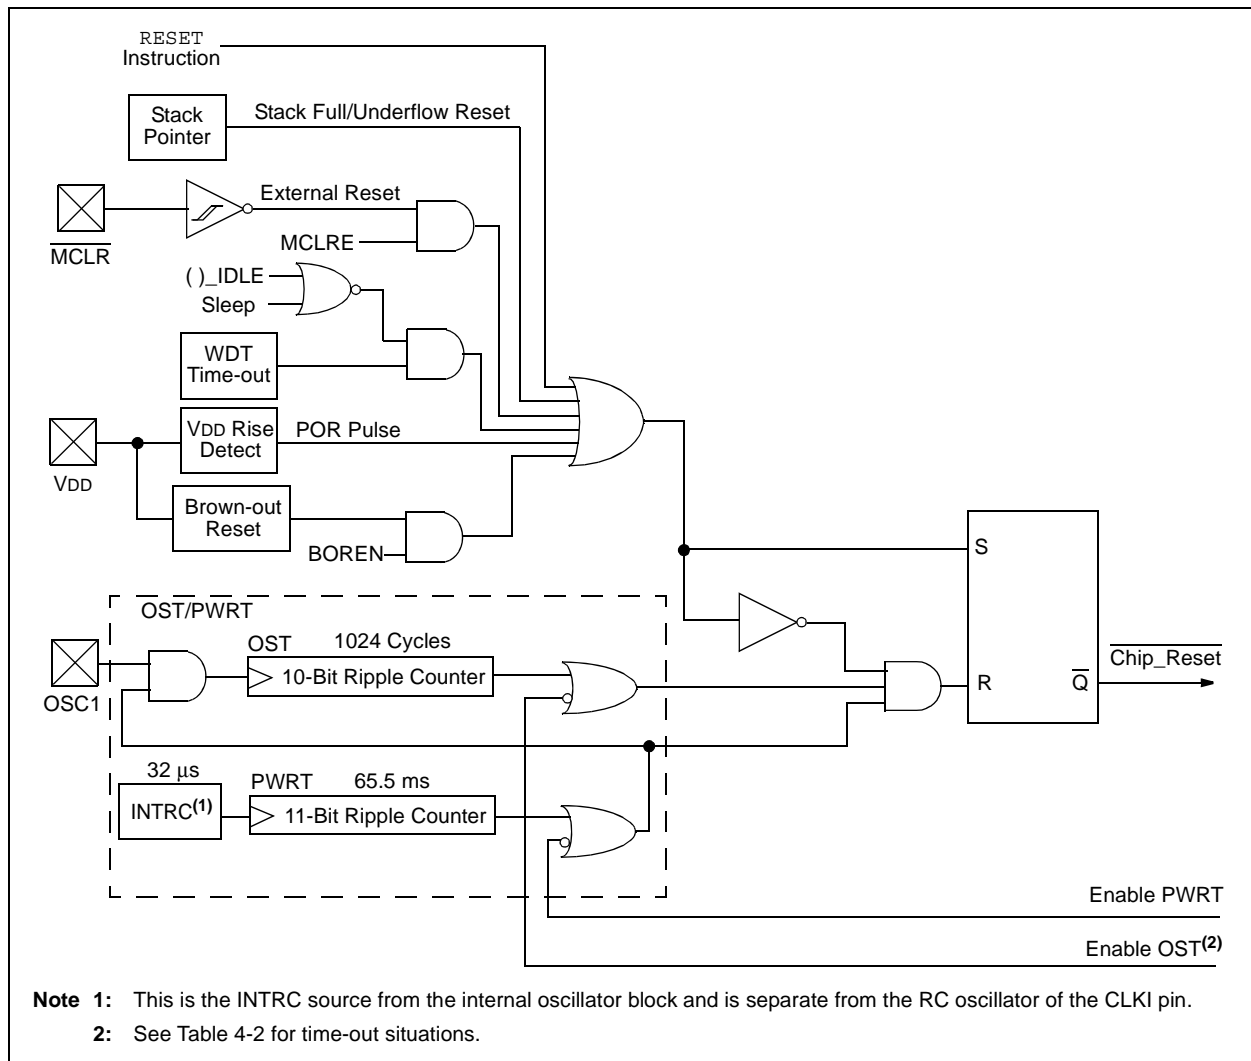 RESET
Instruction
Stack
Pointer
Stack Full/Underflow Reset
External Reset
MCLR
MCLRE
( )_IDLE
Sleep
WDT
Time-out
VDD Rise
Detect
POR Pulse
VDD
Brown-out
Reset
BOREN
S
OST/PWRT
OST 1024 Cycles
10-Bit Ripple Counter
OSC1
R
Q
Chip_Reset
32 μs
INTRC(1)
PWRT 65.5 ms
11-Bit Ripple Counter
Enable PWRT
Enable OST(2)
Note 1: This is the INTRC source from the internal oscillator block and is separate from the RC oscillator of the CLKI pin.
2: See Table 4-2 for time-out situations.